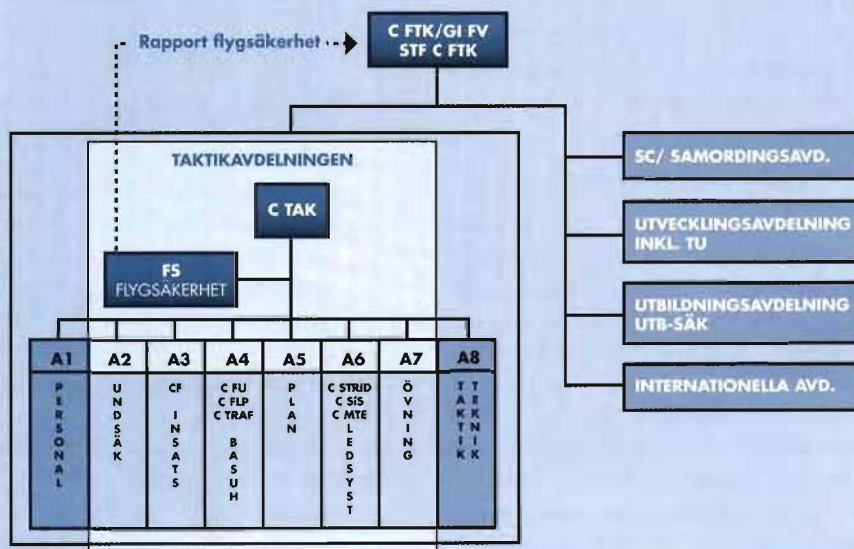 Rapport flygsäkerhet
C FTK/GI FV
STF C FTK
TAKTIKAVDELNINGEN
C TAK
FS
FLYGSÄKERHET
SC/ SAMORDINGSAVD.
UTVECKLINGSAVDELNING
INKL. TU
UTBILDNINGSAVDELNING
UTB-SÄK
INTERNATIONELLA AVD.
A1
PERSONAL
A2
UNDSÄK
A3
CF
INSATS
A4
C FU
C FLP
C TRAF
BASUH
A5
PLAN
A6
C STRID
C SiS
C MTE
LEDSYST
A7
ÖVNING
A8
TAKTIK
TEKNIK